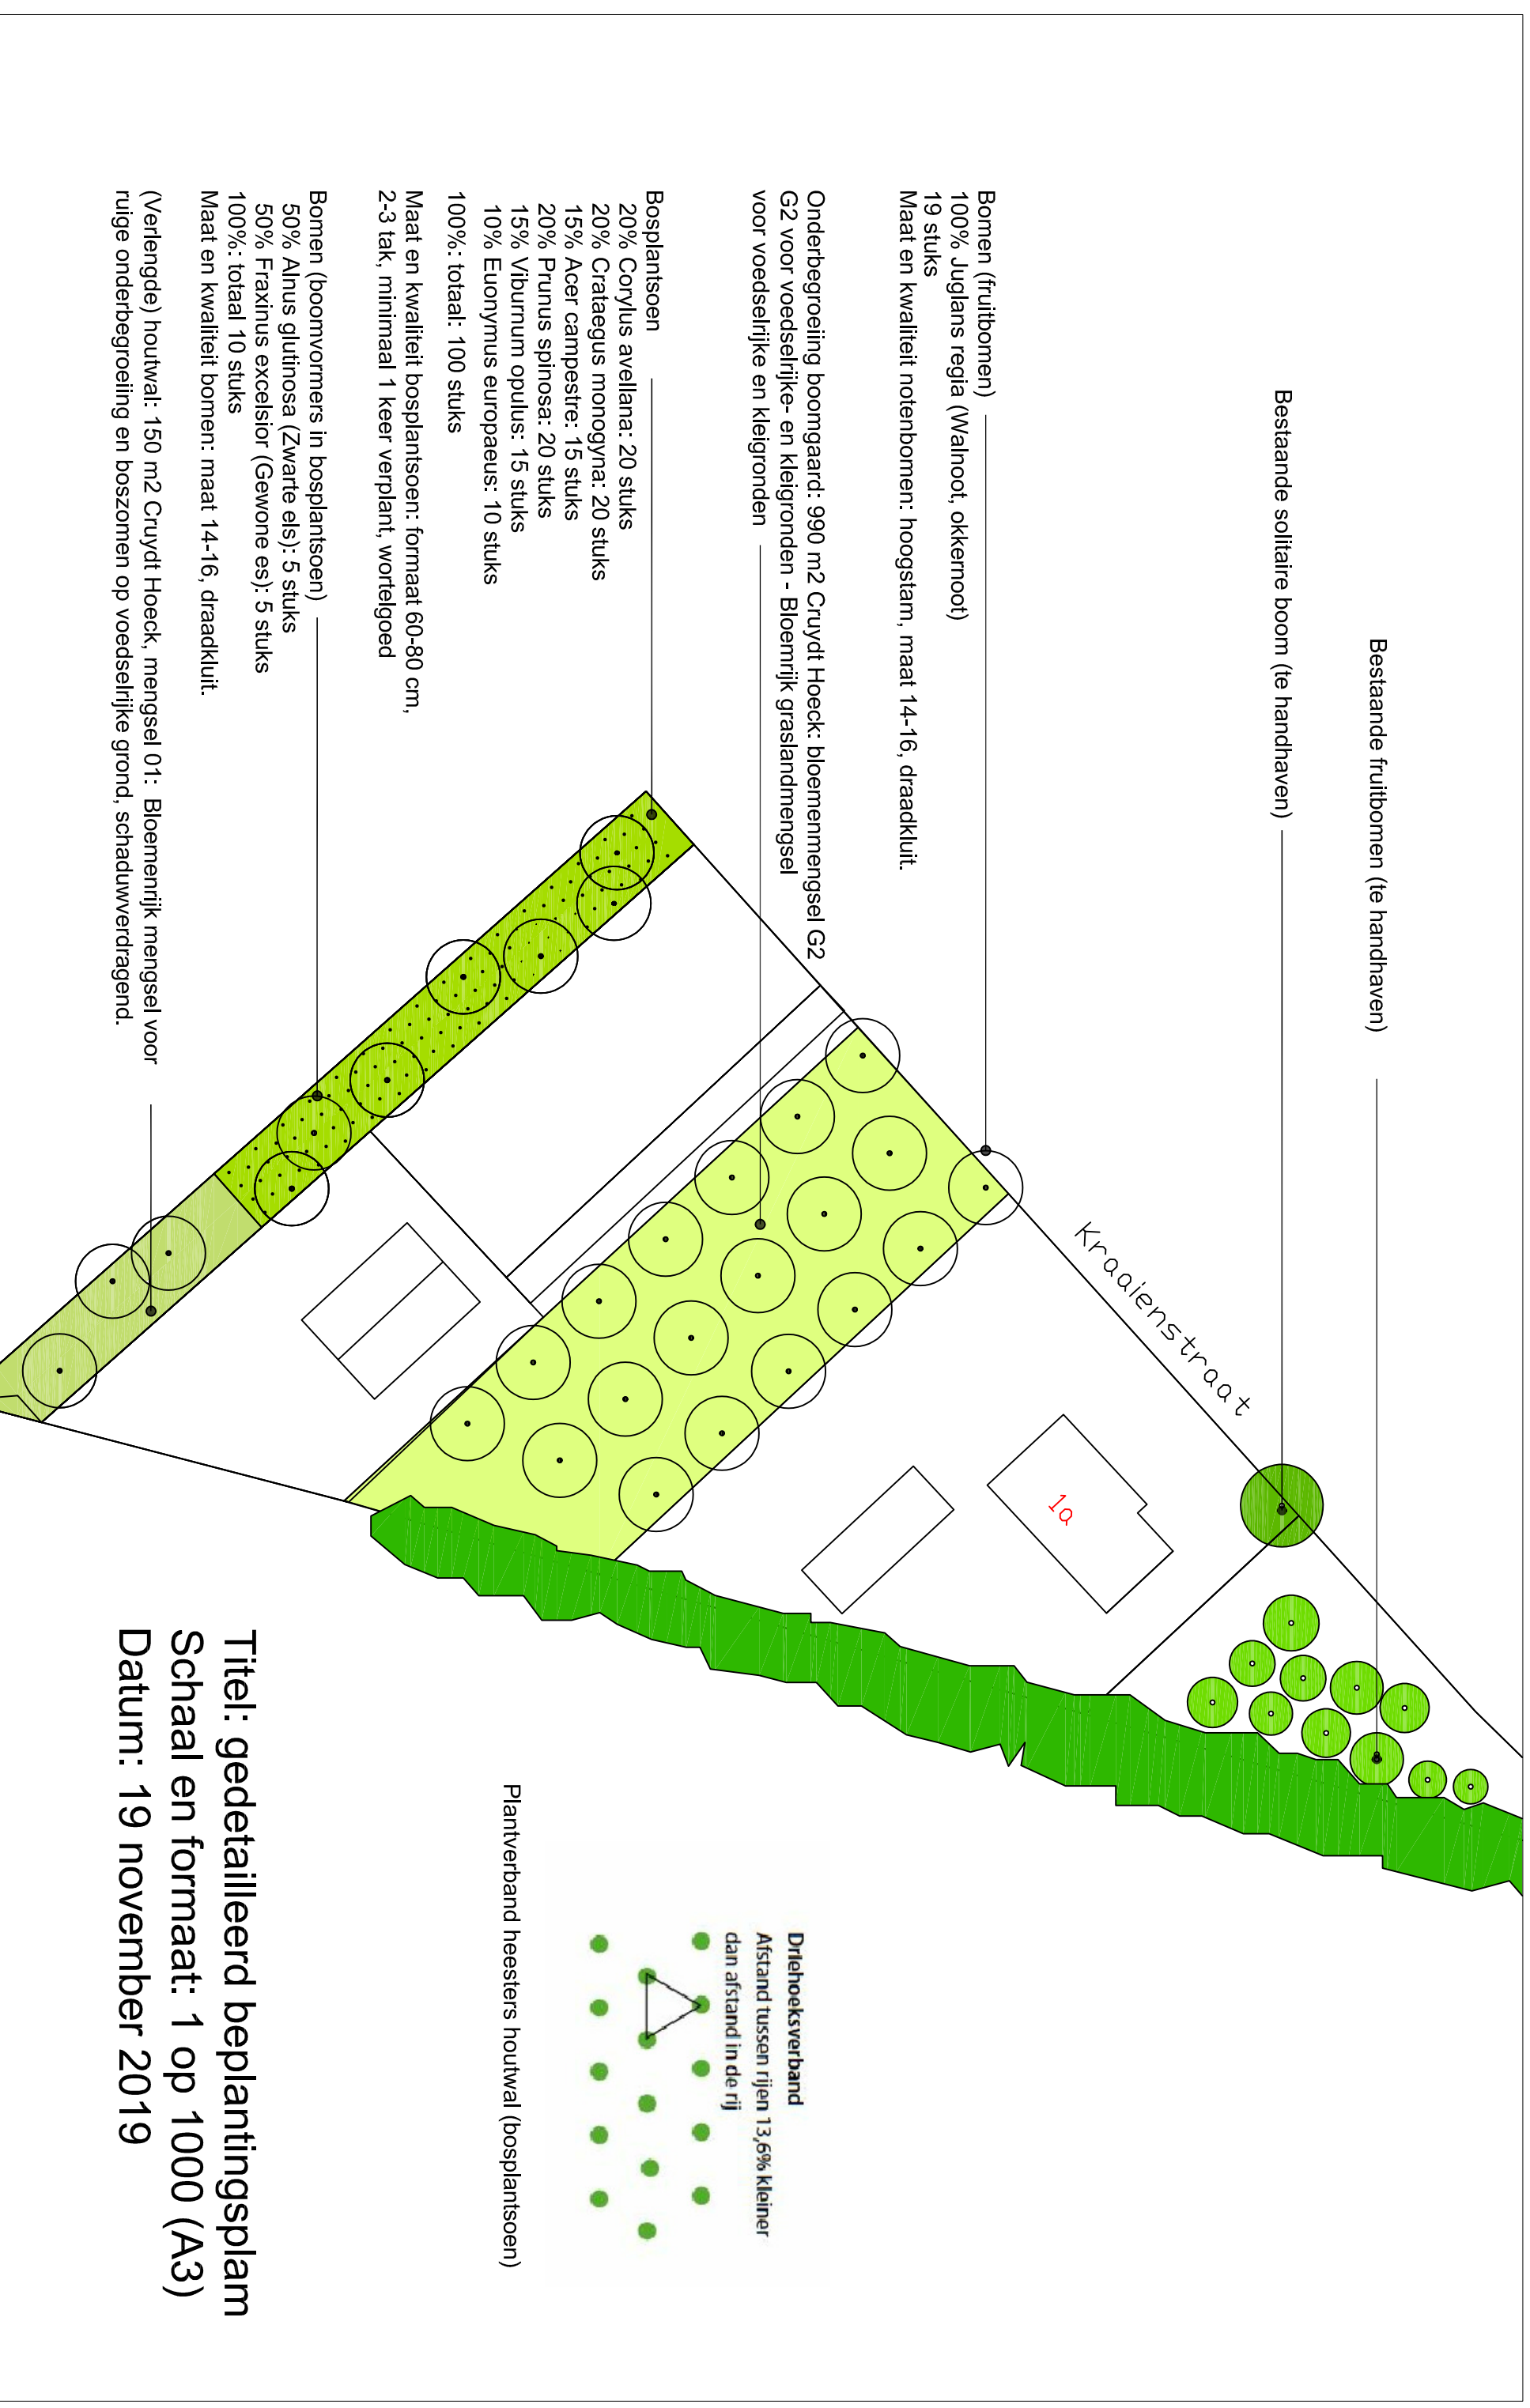 Bestaande fruitbomen (te handhaven)
Bestaande solitaire boom (te handhaven)
Bomen (fruitbomen)
100% Juglans regia (Walnoot, okkernoot)
19 stuks
Maat en kwaliteit notenbomen: hoogstam, maat 14-16, draadkluit.
Onderbegroeiing boomgaard: 990 m2 Cruydt Hoeck: bloemenmengsel G2
G2 voor voedselrijke- en kleigronden - Bloemrijk graslandmengsel
voor voedselrijke en kleigronden
Bosplantsoen
20% Corylus avellana: 20 stuks
20% Crataegus monogyna: 20 stuks
15% Acer campestre: 15 stuks
20% Prunus spinosa: 20 stuks
15% Viburnum opulus: 15 stuks
10% Euonymus europaeus: 10 stuks
100%: totaal: 100 stuks
Maat en kwaliteit bosplantsoen: formaat 60-80 cm,
2-3 tak, minimaal 1 keer verplant, wortelgoed
Bomen (boomvormers in bosplantsoen)
50% Alnus glutinosa (Zwarte els): 5 stuks
50% Fraxinus excelsior (Gewone es): 5 stuks
100%: totaal 10 stuks
Maat en kwaliteit bomen: maat 14-16, draadkluit.
(Verlengde) houtwal: 150 m2 Cruydt Hoeck, mengsel 01: Bloemenrijk mengsel voor
ruige onderbegroeiing en boszomen op voedselrijke grond, schaduwverdragend.
Kraaienstraat
1a
Driehoeksverband
Afstand tussen rijen 13,6% kleiner
dan afstand in de rij
Plantverband heesters houtwal (bosplantsoen)
Titel: gedetailleerd beplantingsplam
Schaal en formaat: 1 op 1000 (A3)
Datum: 19 november 2019